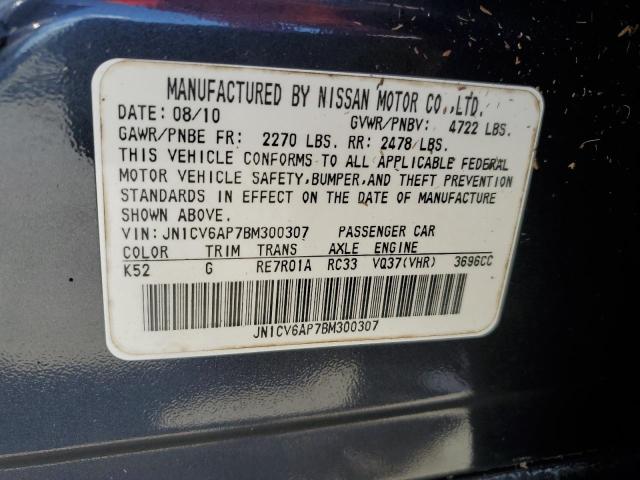 MANUFACTURED BY NISSAN MOTOR CO.,LTD.
DATE: 08/10 GVWR/PNBV: 4722 LBS.
GAWR/PNBE FR: 2270 LBS. RR: 2478 LBS.
THIS VEHICLE CONFORMS TO ALL APPLICABLE FEDERAL
MOTOR VEHICLE SAFETY,BUMPER,AND THEFT PREVENTION
STANDARDS IN EFFECT ON THE DATE OF MANUFACTURE
SHOWN ABOVE.
VIN:JN1CV6AP7BM300307 PASSENGER CAR
COLOR TRIM TRANS AXLE ENGINE
K52 G RE7R01A RC33 VQ37(VHR) 3696CC
JN1CV6AP7BM300307